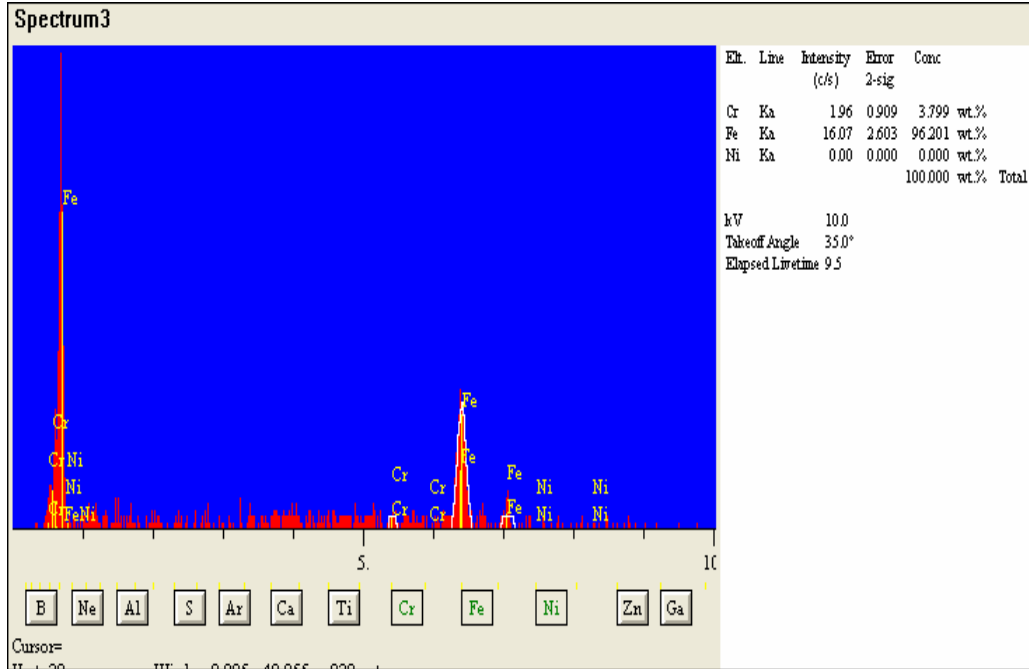 Spectrum3
Elt. Line Intensity Error Conc
(c/s) 2-sig
Cr Ka 1.96 0.909 3.799 wt.%
Fe Ka 16.07 2.603 96.201 wt.%
Ni Ka 0.00 0.000 0.000 wt.%
100.000 wt.% Total
kV 10.0
Takeoff Angle 35.0°
Elapsed Livetime 9.5
Fe
Cr
Cr Ni
Ni
Cr Fe Ni
Fe
Fe
Cr
Cr
Cr
Cr
Fe
Fe
Ni
Ni
Ni
Ni
5. 10
B Ne Al S Ar Ca Ti Cr Fe Ni Zn Ga
Cursor=